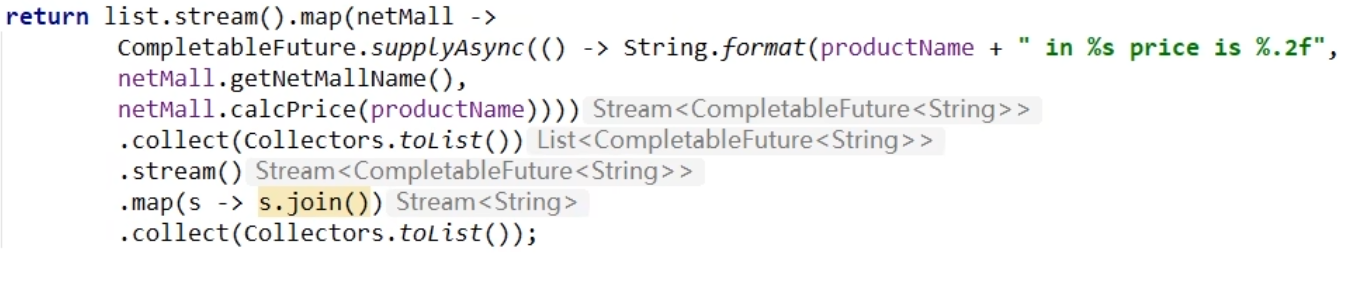 return list.stream().map(netMall ->
CompletableFuture.supplyAsync(() -> String.format(productName + " in %s price is %.2f",
netMall.getNetMallName(),
netMall.calcPrice(productName)))) Stream<CompletableFuture<String>>
.collect(Collectors.toList()) List<CompletableFuture<String>>
.stream() Stream<CompletableFuture<String>>
.map(s -> s.join()) Stream<String>
.collect(Collectors.toList());